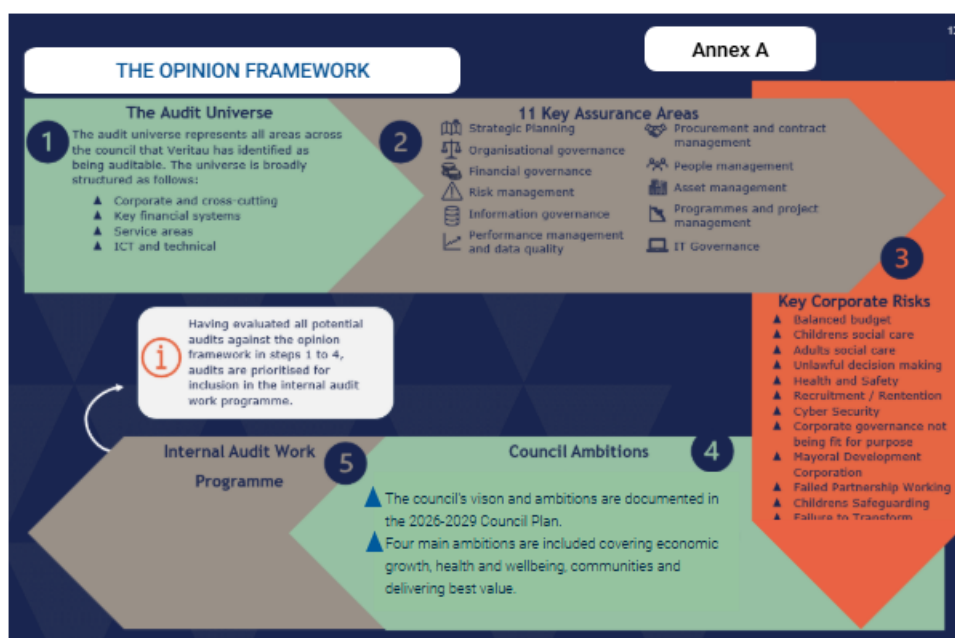 Annex A
THE OPINION FRAMEWORK
1
The Audit Universe
The audit universe represents all areas across
the council that Veritau has identified as
being auditable. The universe is broadly
structured as follows:
▲ Corporate and cross-cutting
▲ Key financial systems
▲ Service areas
▲ ICT and technical
2
11 Key Assurance Areas
Strategic Planning
Organisational governance
Financial governance
Risk management
Information governance
Performance management
and data quality
Procurement and contract
management
People management
Asset management
Programmes and project
management
IT Governance
3
Key Corporate Risks
▲ Balanced budget
▲ Childrens social care
▲ Adults social care
▲ Unlawful decision making
▲ Health and Safety
▲ Recruitment / Rentention
▲ Cyber Security
▲ Corporate governance not
being fit for purpose
▲ Mayoral Development
Corporation
▲ Failed Partnership Working
▲ Childrens Safeguarding
▲ Failure to Transform
Having evaluated all potential
audits against the opinion
framework in steps 1 to 4,
audits are prioritised for
inclusion in the internal audit
work programme.
4
Council Ambitions
▲ The council's vison and ambitions are documented in
the 2026-2029 Council Plan.
▲ Four main ambitions are included covering economic
growth, health and wellbeing, communities and
delivering best value.
5
Internal Audit Work
Programme